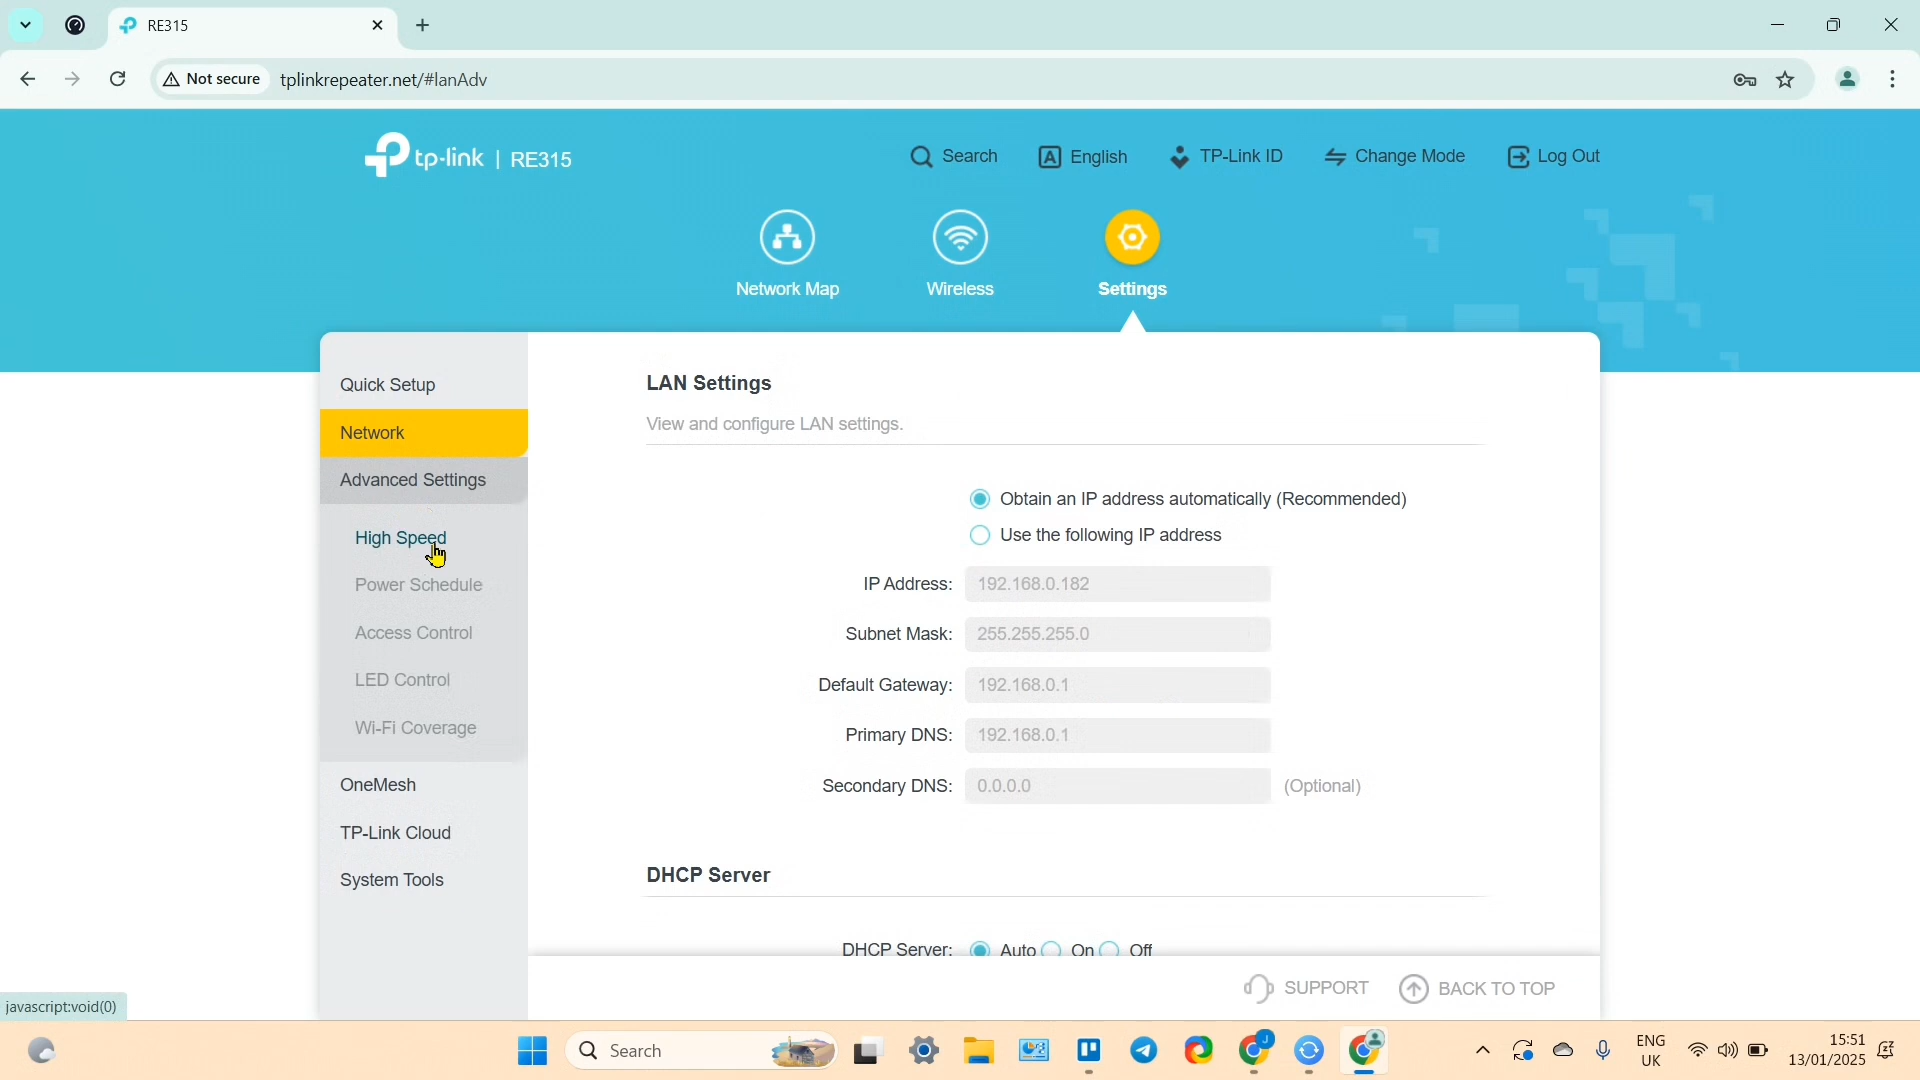 RE315
Not secure
tplinkrepeater.net/#lanAdv
tp-link | RE315
Search
English
TP-Link ID
Change Mode
Log Out
Network Map
Wireless
Settings
Quick Setup
Network
Advanced Settings
High Speed
Power Schedule
Access Control
LED Control
Wi-Fi Coverage
OneMesh
TP-Link Cloud
System Tools
LAN Settings
View and configure LAN settings.
Obtain an IP address automatically (Recommended)
Use the following IP address
IP Address: 192.168.0.182
Subnet Mask: 255.255.255.0
Default Gateway: 192.168.0.1
Primary DNS: 192.168.0.1
Secondary DNS: 0.0.0.0 (Optional)
DHCP Server
DHCP Server: Auto On Off
SUPPORT
BACK TO TOP
javascript:void(0)
Search
J
ENG
UK
15:51
13/01/2025